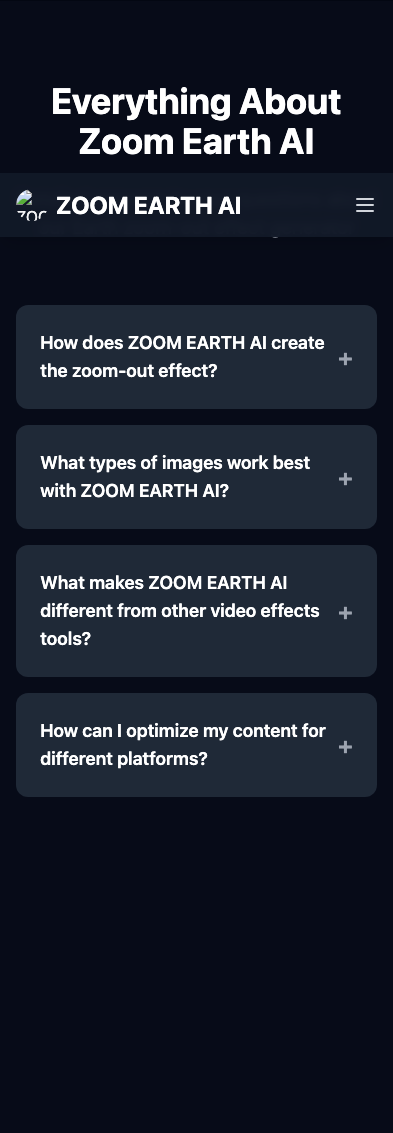 Everything About
Zoom Earth AI
ZOOM EARTH AI
How does ZOOM EARTH AI create
the zoom-out effect?
What types of images work best
with ZOOM EARTH AI?
What makes ZOOM EARTH AI
different from other video effects
tools?
How can I optimize my content for
different platforms?